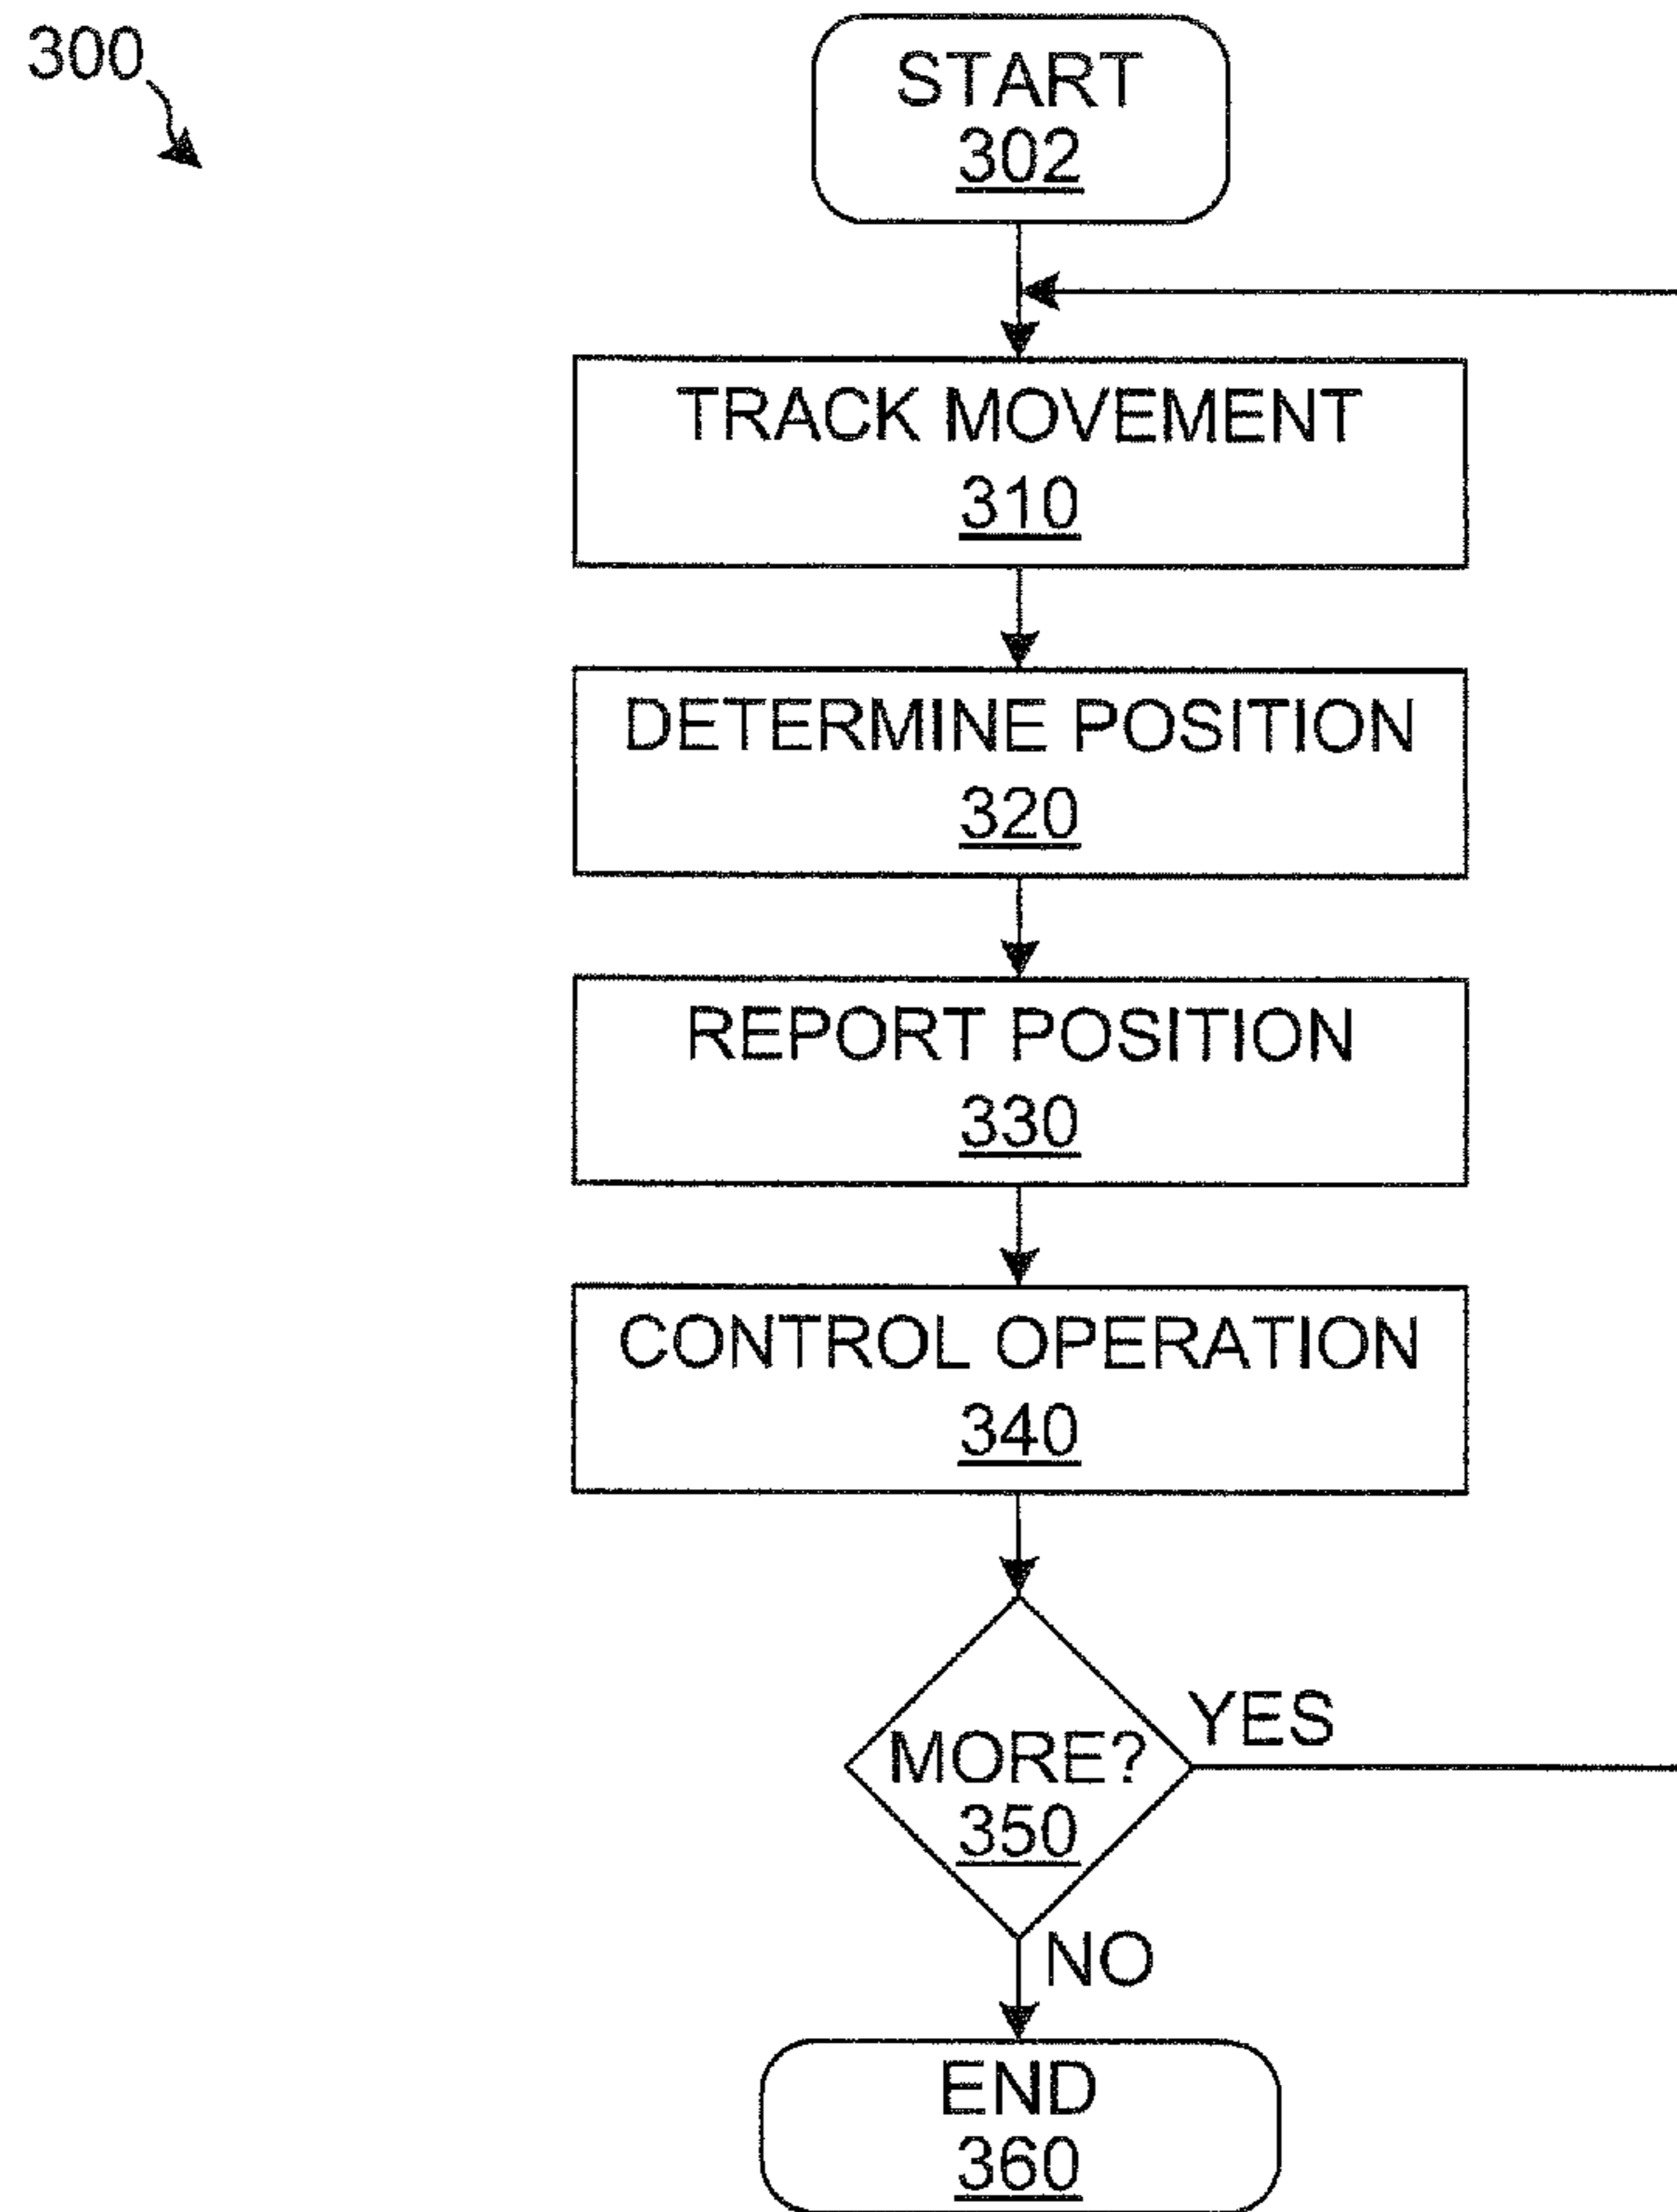 300
START
302
TRACK MOVEMENT
310
DETERMINE POSITION
320
REPORT POSITION
330
CONTROL OPERATION
340
YES
MORE?
350
NO
END
360